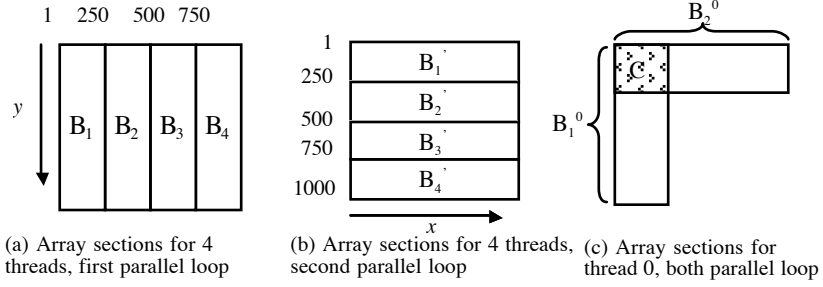 1 250 500 750
y
B1 B2 B3 B4
(a) Array sections for 4
threads, first parallel loop
1
250
500
750
1000
B1'
B2'
B3'
B4'
x
(b) Array sections for 4 threads,
second parallel loop
B2^0
C
B1^0
(c) Array sections for
thread 0, both parallel loop